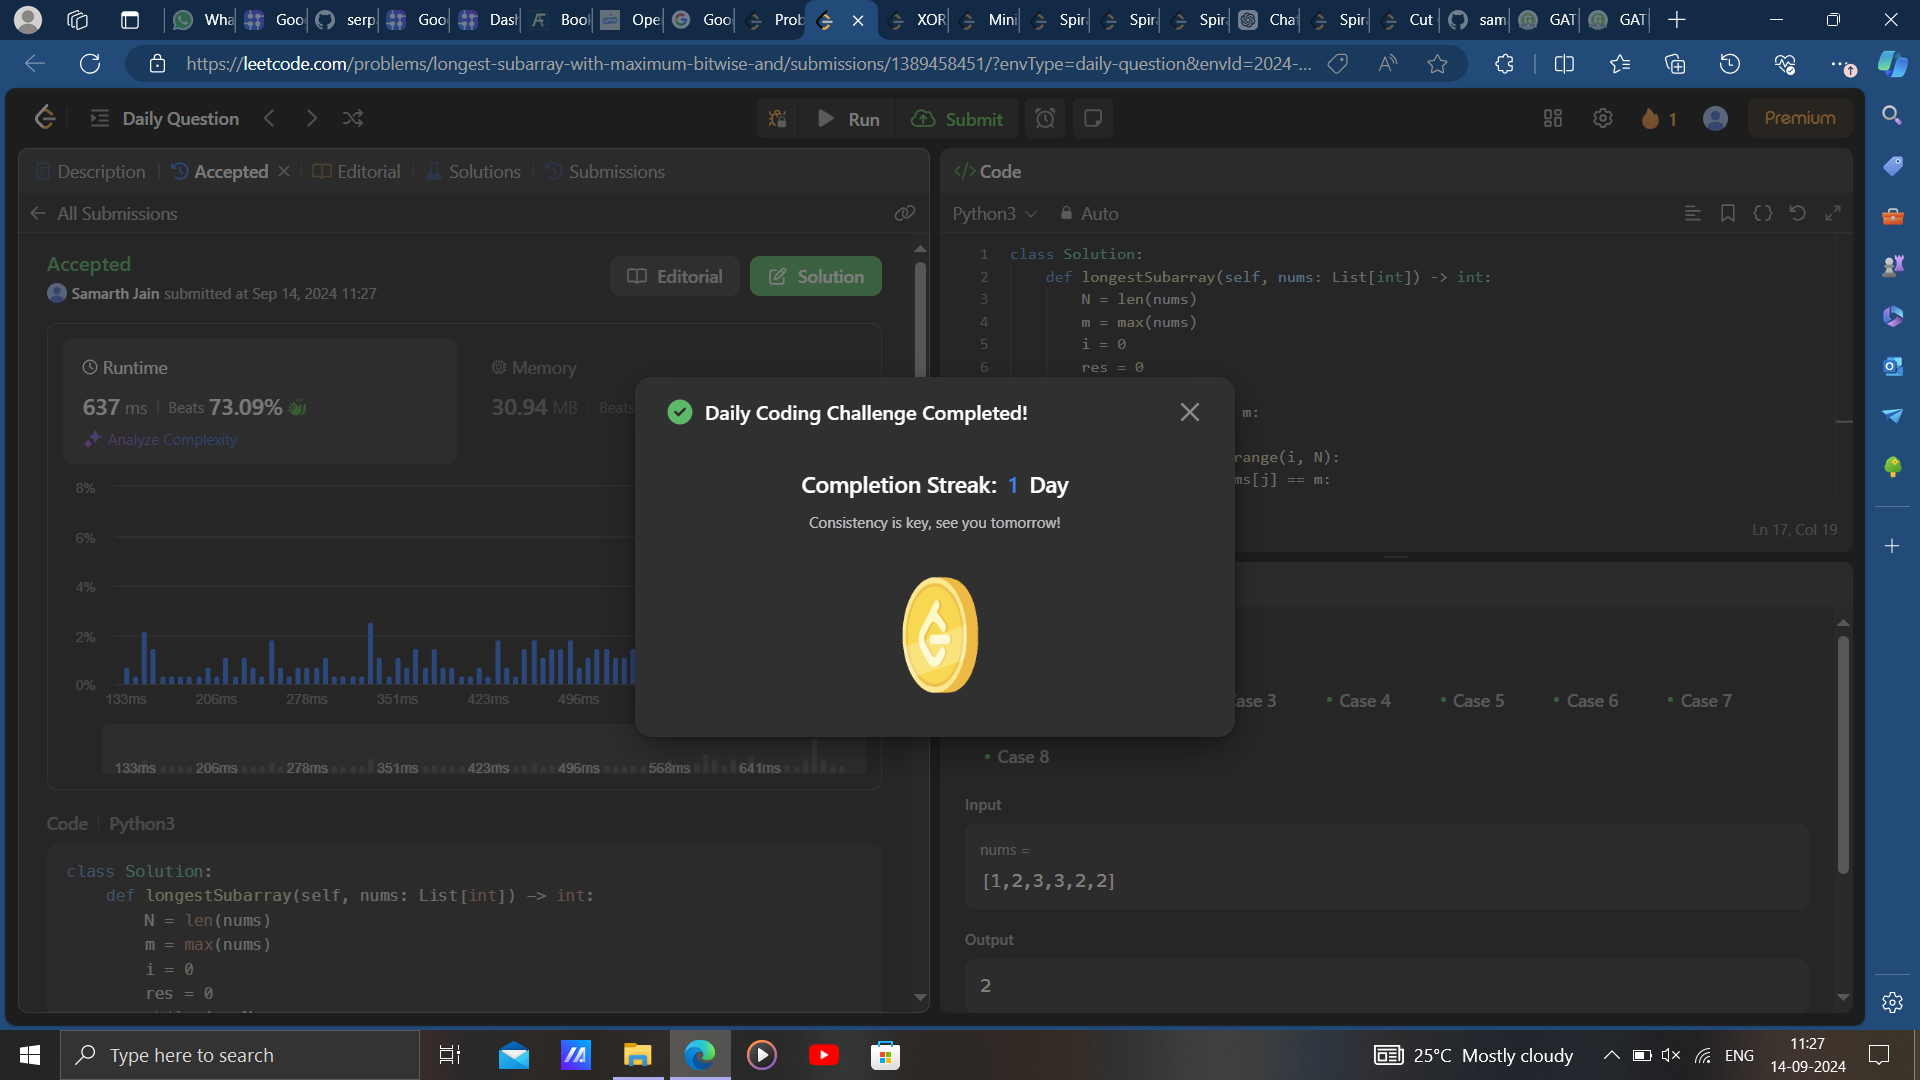 Wha
Goo
serp
Goo
Dash
Book
Ope
Goo
Prob
XOR
Mini
Spira
Spira
Spira
Chat
Spira
Cut
sam
GAT
GAT
https://leetcode.com/problems/longest-subarray-with-maximum-bitwise-and/submissions/1389458451/?envType=daily-question&envId=2024-...
Daily Question
Run
Submit
1
Premium
Description
Accepted
Editorial
Solutions
Submissions
All Submissions
Accepted
Samarth Jain submitted at Sep 14, 2024 11:27
Editorial
Solution
Runtime
637 ms | Beats 73.09%
Analyze Complexity
Memory
30.94 MB | Beats
8%
6%
4%
2%
0%
133ms 206ms 278ms 351ms 423ms 496ms
133ms 206ms 278ms 351ms 423ms 496ms 568ms 641ms
Code | Python3
class Solution:
def longestSubarray(self, nums: List[int]) -> int:
N = len(nums)
m = max(nums)
i = 0
res = 0
Daily Coding Challenge Completed!
Completion Streak: 1 Day
Consistency is key, see you tomorrow!
</> Code
Python3
Auto
1 class Solution:
2 def longestSubarray(self, nums: List[int]) -> int:
3 N = len(nums)
4 m = max(nums)
5 i = 0
6 res = 0
m:
range(i, N):
ms[j] == m:
Ln 17, Col 19
Case 3
Case 4
Case 5
Case 6
Case 7
Case 8
Input
nums =
[1,2,3,3,2,2]
Output
2
Type here to search
25°C Mostly cloudy
ENG
11:27
14-09-2024